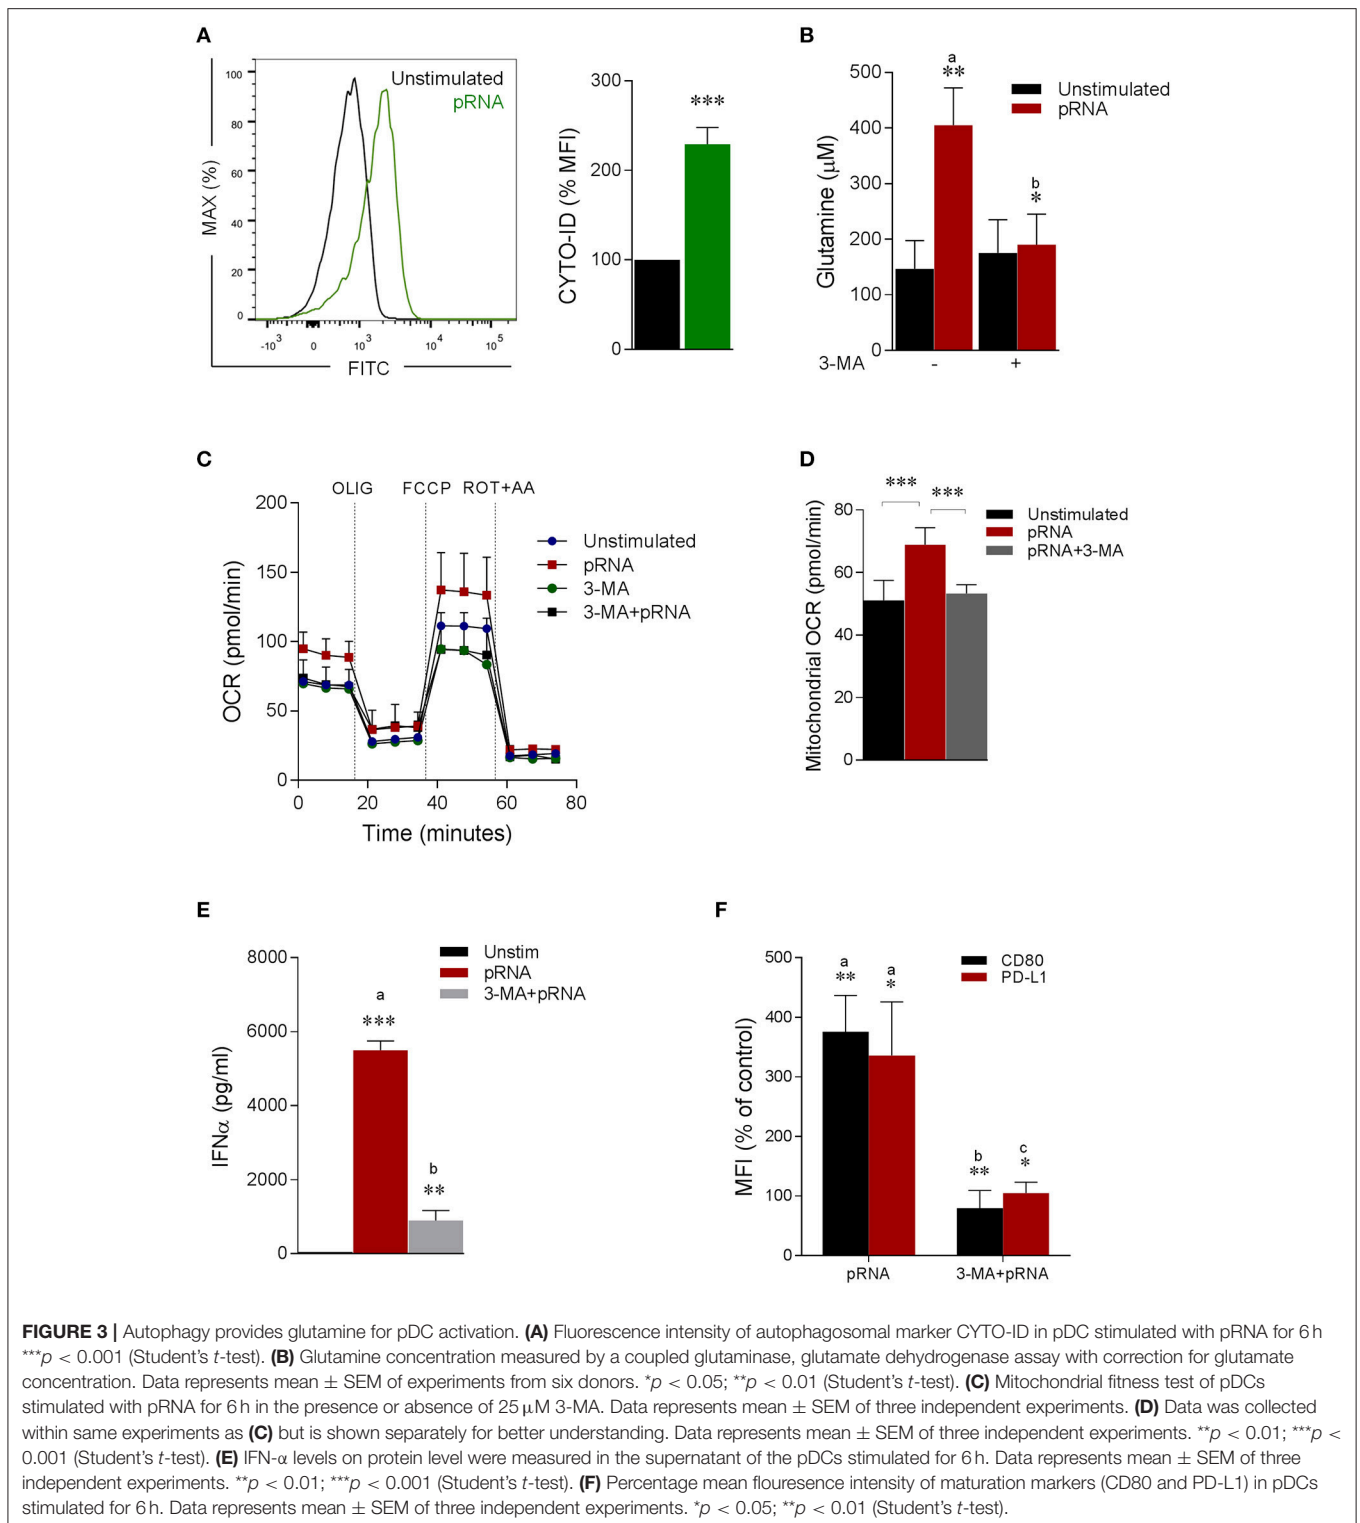 A
Unstimulated
pRNA
MAX (%)
100
80
60
40
20
0
-10³ 0 10³ 10⁴ 10⁵
FITC
CYTO-ID (% MFI)
300
200
100
0
***
B
Glutamine (µM)
500
400
300
200
100
0
a
**
b
*
Unstimulated
pRNA
3-MA - +
C
OLIG FCCP ROT+AA
OCR (pmol/min)
200
150
100
50
0
0 20 40 60 80
Time (minutes)
Unstimulated
pRNA
3-MA
3-MA+pRNA
D
*** ***
Mitochondrial OCR (pmol/min)
80
60
40
20
0
Unstimulated
pRNA
pRNA+3-MA
E
IFNα (pg/ml)
8000
6000
4000
2000
0
a
***
b
**
Unstim
pRNA
3-MA+pRNA
F
MFI (% of control)
500
400
300
200
100
0
a
**
a
*
b
**
c
*
CD80
PD-L1
pRNA 3-MA+pRNA
FIGURE 3 | Autophagy provides glutamine for pDC activation. (A) Fluorescence intensity of autophagosomal marker CYTO-ID in pDC stimulated with pRNA for 6 h
***p < 0.001 (Student's t-test). (B) Glutamine concentration measured by a coupled glutaminase, glutamate dehydrogenase assay with correction for glutamate
concentration. Data represents mean ± SEM of experiments from six donors. *p < 0.05; **p < 0.01 (Student's t-test). (C) Mitochondrial fitness test of pDCs
stimulated with pRNA for 6 h in the presence or absence of 25 µM 3-MA. Data represents mean ± SEM of three independent experiments. (D) Data was collected
within same experiments as (C) but is shown separately for better understanding. Data represents mean ± SEM of three independent experiments. **p < 0.01; ***p <
0.001 (Student's t-test). (E) IFN-α levels on protein level were measured in the supernatant of the pDCs stimulated for 6 h. Data represents mean ± SEM of three
independent experiments. **p < 0.01; ***p < 0.001 (Student's t-test). (F) Percentage mean flouresence intensity of maturation markers (CD80 and PD-L1) in pDCs
stimulated for 6 h. Data represents mean ± SEM of three independent experiments. *p < 0.05; **p < 0.01 (Student's t-test).